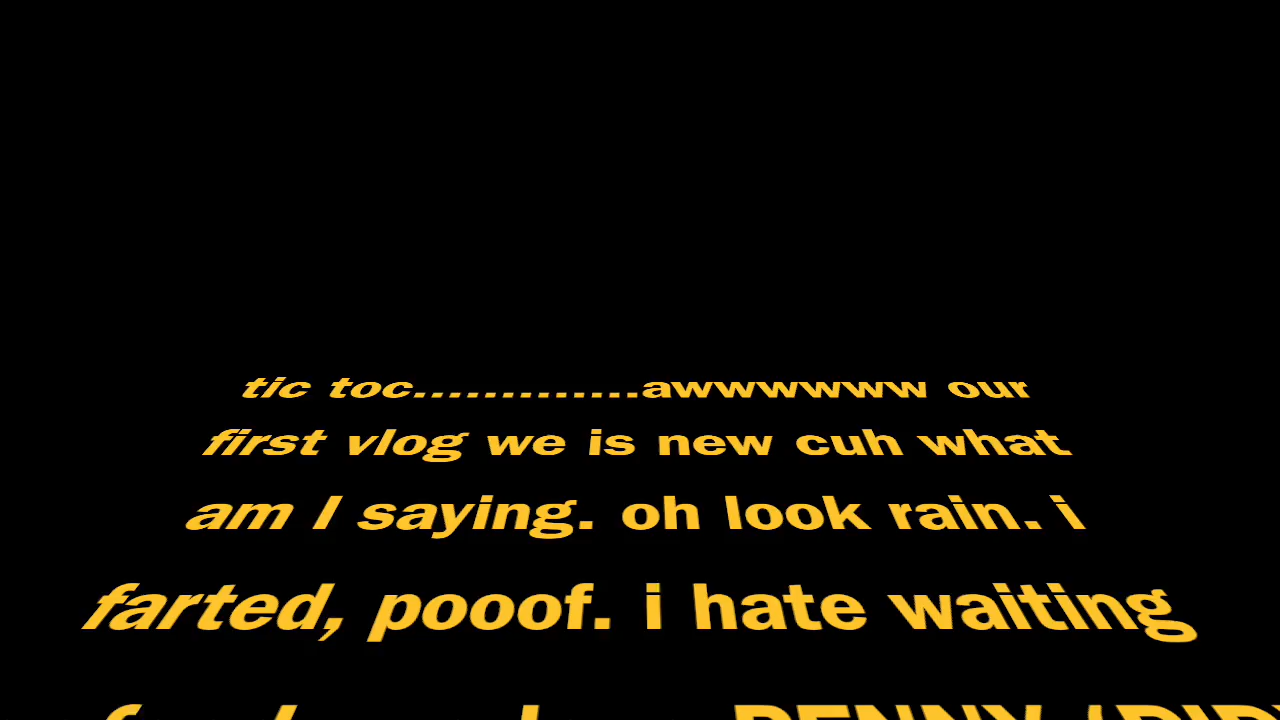 tic toc.............awwwwwww our
first vlog we is new cuh what
am I saying. oh look rain. i
farted, pooof. i hate waiting